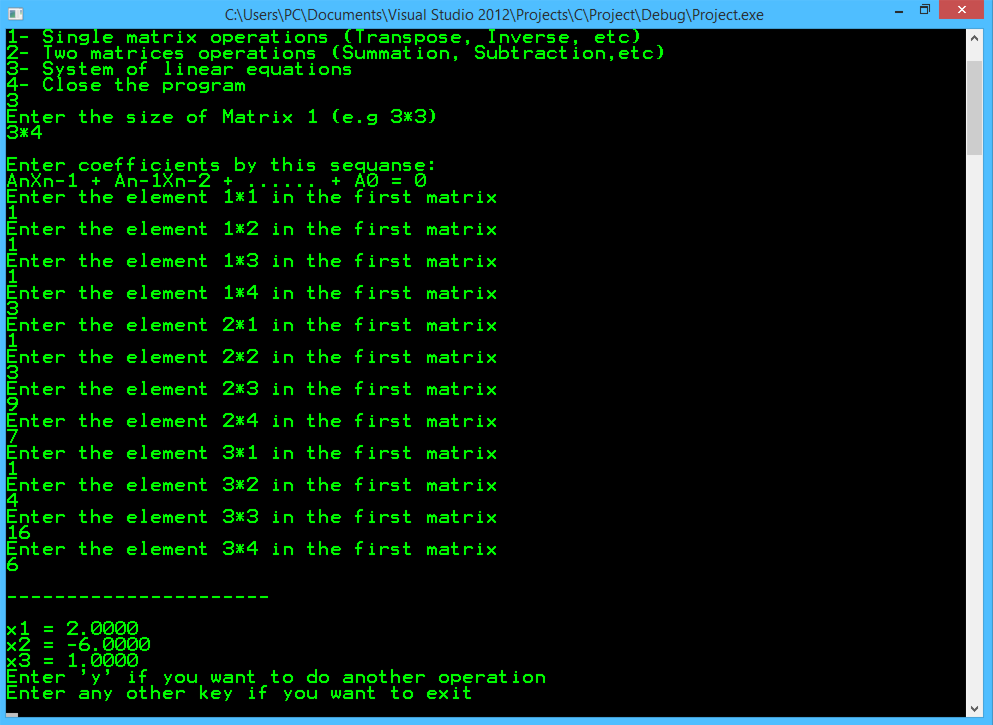 C:\Users\PC\Documents\Visual Studio 2012\Projects\C\Project\Debug\Project.exe
1- Single matrix operations (Transpose, Inverse, etc)
2- Two matrices operations (Summation, Subtraction,etc)
3- System of linear equations
4- Close the program
3
Enter the size of Matrix 1 (e.g 3*3)
3*4
Enter coefficients by this sequanse:
AnXn-1 + An-1Xn-2 + ...... + A0 = 0
Enter the element 1*1 in the first matrix
1
Enter the element 1*2 in the first matrix
1
Enter the element 1*3 in the first matrix
1
Enter the element 1*4 in the first matrix
3
Enter the element 2*1 in the first matrix
1
Enter the element 2*2 in the first matrix
3
Enter the element 2*3 in the first matrix
9
Enter the element 2*4 in the first matrix
7
Enter the element 3*1 in the first matrix
1
Enter the element 3*2 in the first matrix
4
Enter the element 3*3 in the first matrix
16
Enter the element 3*4 in the first matrix
6
----------------------
x1 = 2.0000
x2 = -6.0000
x3 = 1.0000
Enter 'y' if you want to do another operation
Enter any other key if you want to exit